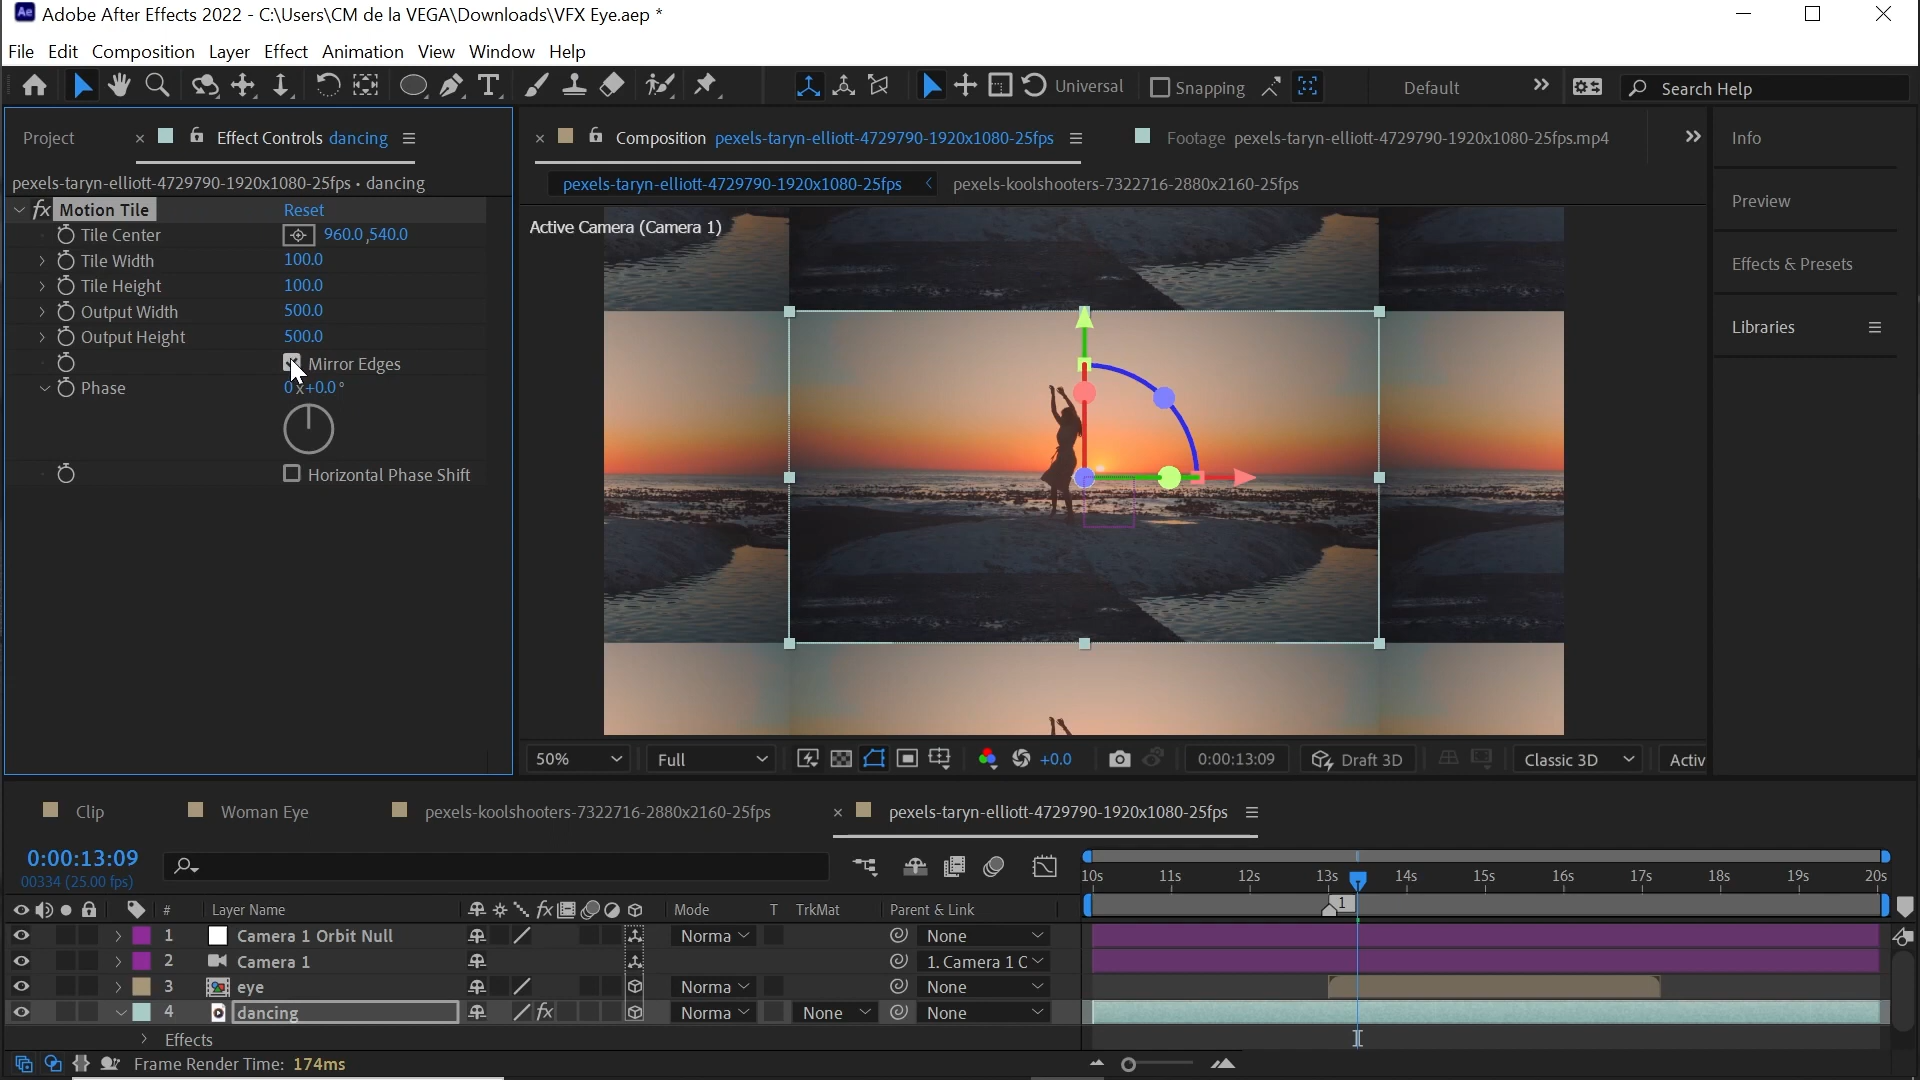 Ae Adobe After Effects 2022 - C:\Users\CM de la VEGA\Downloads\VFX Eye.aep *
File Edit Composition Layer Effect Animation View Window Help
T Universal Snapping Default Search Help
Project × Effect Controls dancing
pexels-taryn-elliott-4729790-1920x1080-25fps • dancing
fx Motion Tile Reset
Tile Center 960.0,540.0
Tile Width 100.0
Tile Height 100.0
Output Width 500.0
Output Height 500.0
Mirror Edges
Phase 0x+0.0°
Horizontal Phase Shift
× Composition pexels-taryn-elliott-4729790-1920x1080-25fps Footage pexels-taryn-elliott-4729790-1920x1080-25fps.mp4
pexels-taryn-elliott-4729790-1920x1080-25fps pexels-koolshooters-7322716-2880x2160-25fps
Active Camera (Camera 1)
50% Full +0.0 0:00:13:09 Draft 3D Classic 3D Activ
Info
Preview
Effects & Presets
Libraries
Clip Woman Eye pexels-koolshooters-7322716-2880x2160-25fps × pexels-taryn-elliott-4729790-1920x1080-25fps
0:00:13:09
00334 (25.00 fps)
10s 11s 12s 13s 14s 15s 16s 17s 18s 19s 20s
1
# Layer Name fx Mode T TrkMat Parent & Link
1 Camera 1 Orbit Null Norma None
2 Camera 1 1. Camera 1 C
3 eye Norma None
4 dancing fx Norma None None
Effects
Frame Render Time: 174ms